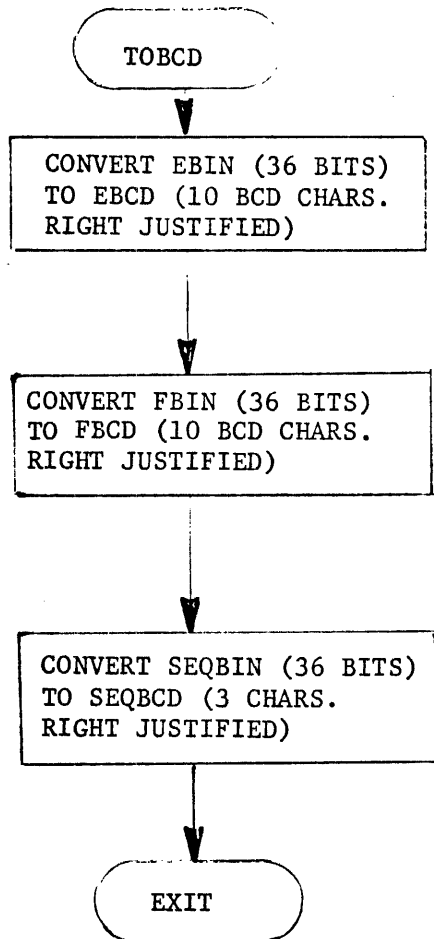 TOBCD
CONVERT EBIN (36 BITS)
TO EBCD (10 BCD CHARS.
RIGHT JUSTIFIED)
CONVERT FBIN (36 BITS)
TO FBCD (10 BCD CHARS.
RIGHT JUSTIFIED)
CONVERT SEQBIN (36 BITS)
TO SEQBCD (3 CHARS.
RIGHT JUSTIFIED)
EXIT